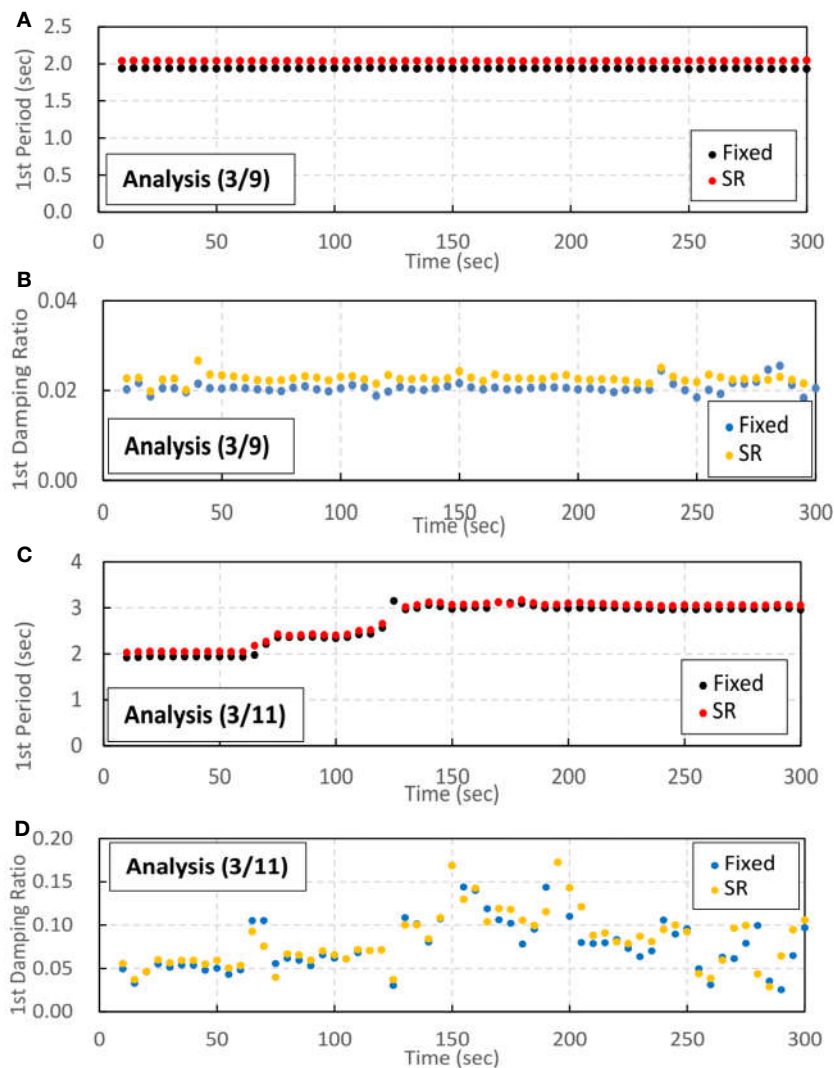 A
1st Period (sec)
2.5
2.0
1.5
1.0
0.5
0.0
Analysis (3/9)
Fixed
SR
0 50 100 150 200 250 300
Time (sec)
B
1st Damping Ratio
0.04
0.02
0.00
Analysis (3/9)
Fixed
SR
0 50 100 150 200 250 300
Time (sec)
C
1st Period (sec)
4
3
2
1
0
Analysis (3/11)
Fixed
SR
0 50 100 150 200 250 300
Time (sec)
D
1st Damping Ratio
0.20
0.15
0.10
0.05
0.00
Analysis (3/11)
Fixed
SR
0 50 100 150 200 250 300
Time (sec)